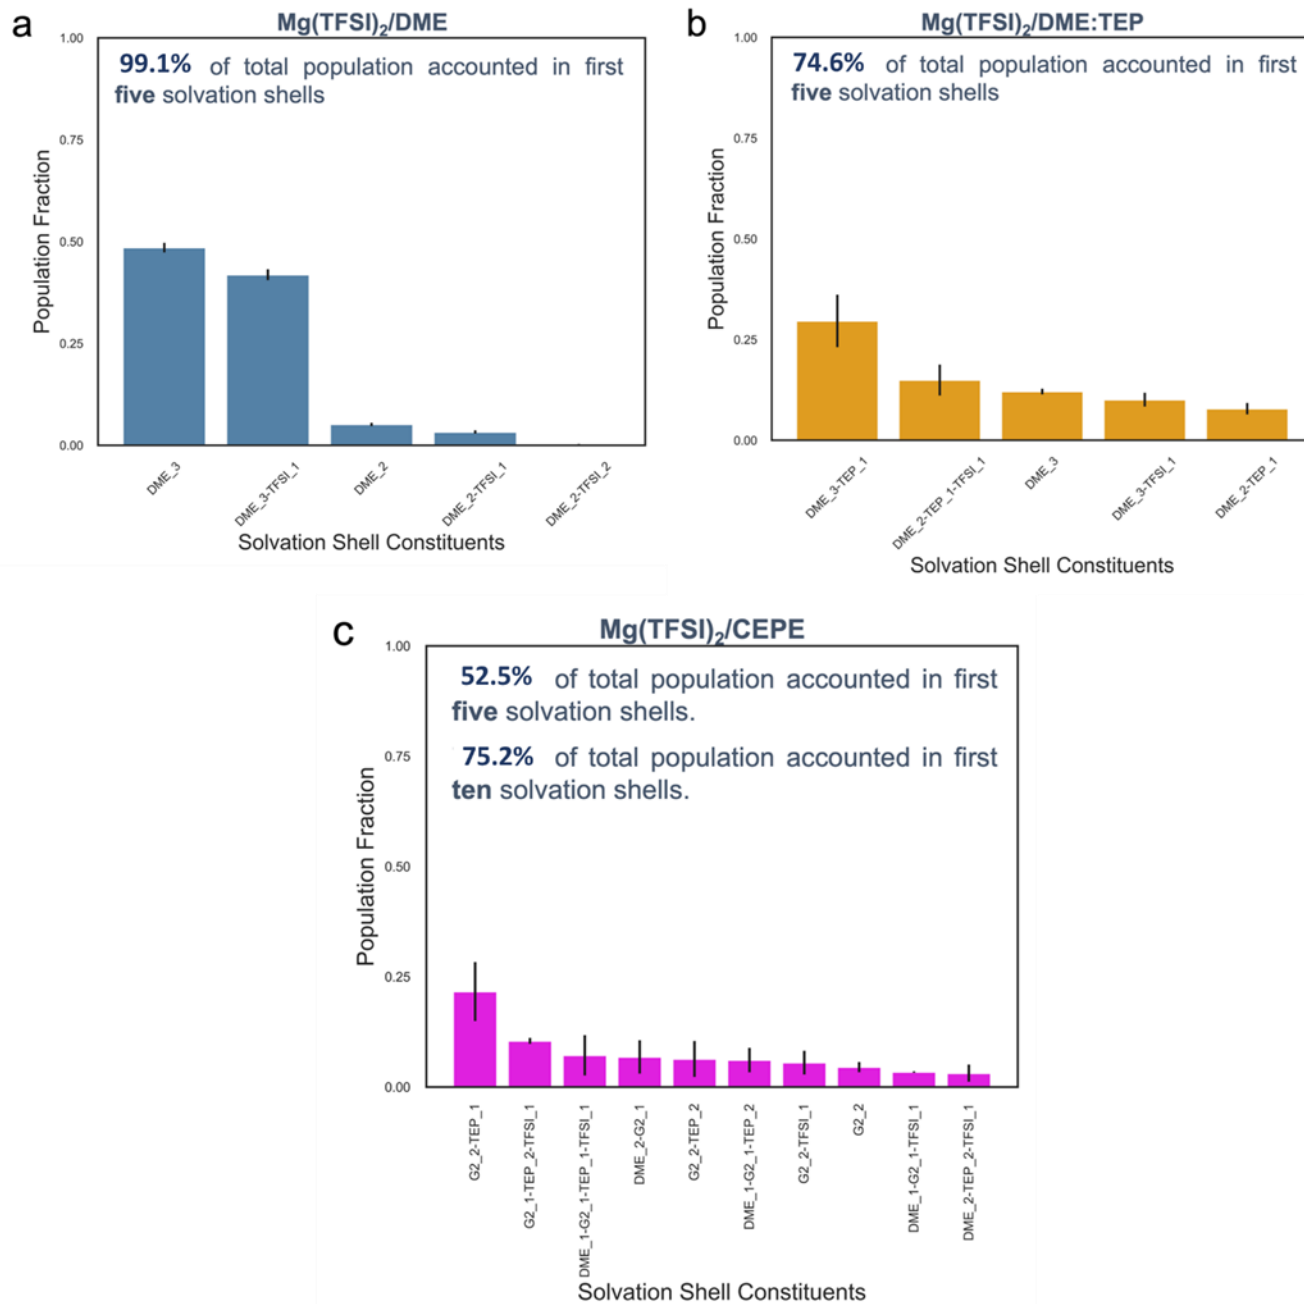 a
Mg(TFSI)₂/DME
99.1% of total population accounted in first
five solvation shells
1.00
0.75
0.50
0.25
0.00
Population Fraction
DME_3
DME_3-TFSI_1
DME_2
DME_2-TFSI_1
DME_2-TFSI_2
Solvation Shell Constituents
b
Mg(TFSI)₂/DME:TEP
74.6% of total population accounted in first
five solvation shells
1.00
0.75
0.50
0.25
0.00
Population Fraction
DME_3-TEP_1
DME_2-TEP_1-TFSI_1
DME_3
DME_3-TFSI_1
DME_2-TEP_1
Solvation Shell Constituents
c
Mg(TFSI)₂/CEPE
52.5% of total population accounted in first
five solvation shells.
75.2% of total population accounted in first
ten solvation shells.
1.00
0.75
0.50
0.25
0.00
Population Fraction
G2_2-TEP_1
G2_1-TEP_2-TFSI_1
DME_1-G2_1-TEP_1-TFSI_1
DME_2-G2_1
G2_2-TEP_2
DME_1-G2_1-TEP_2
G2_2-TFSI_1
G2_2
DME_1-G2_1-TFSI_1
DME_2-TEP_2-TFSI_1
Solvation Shell Constituents